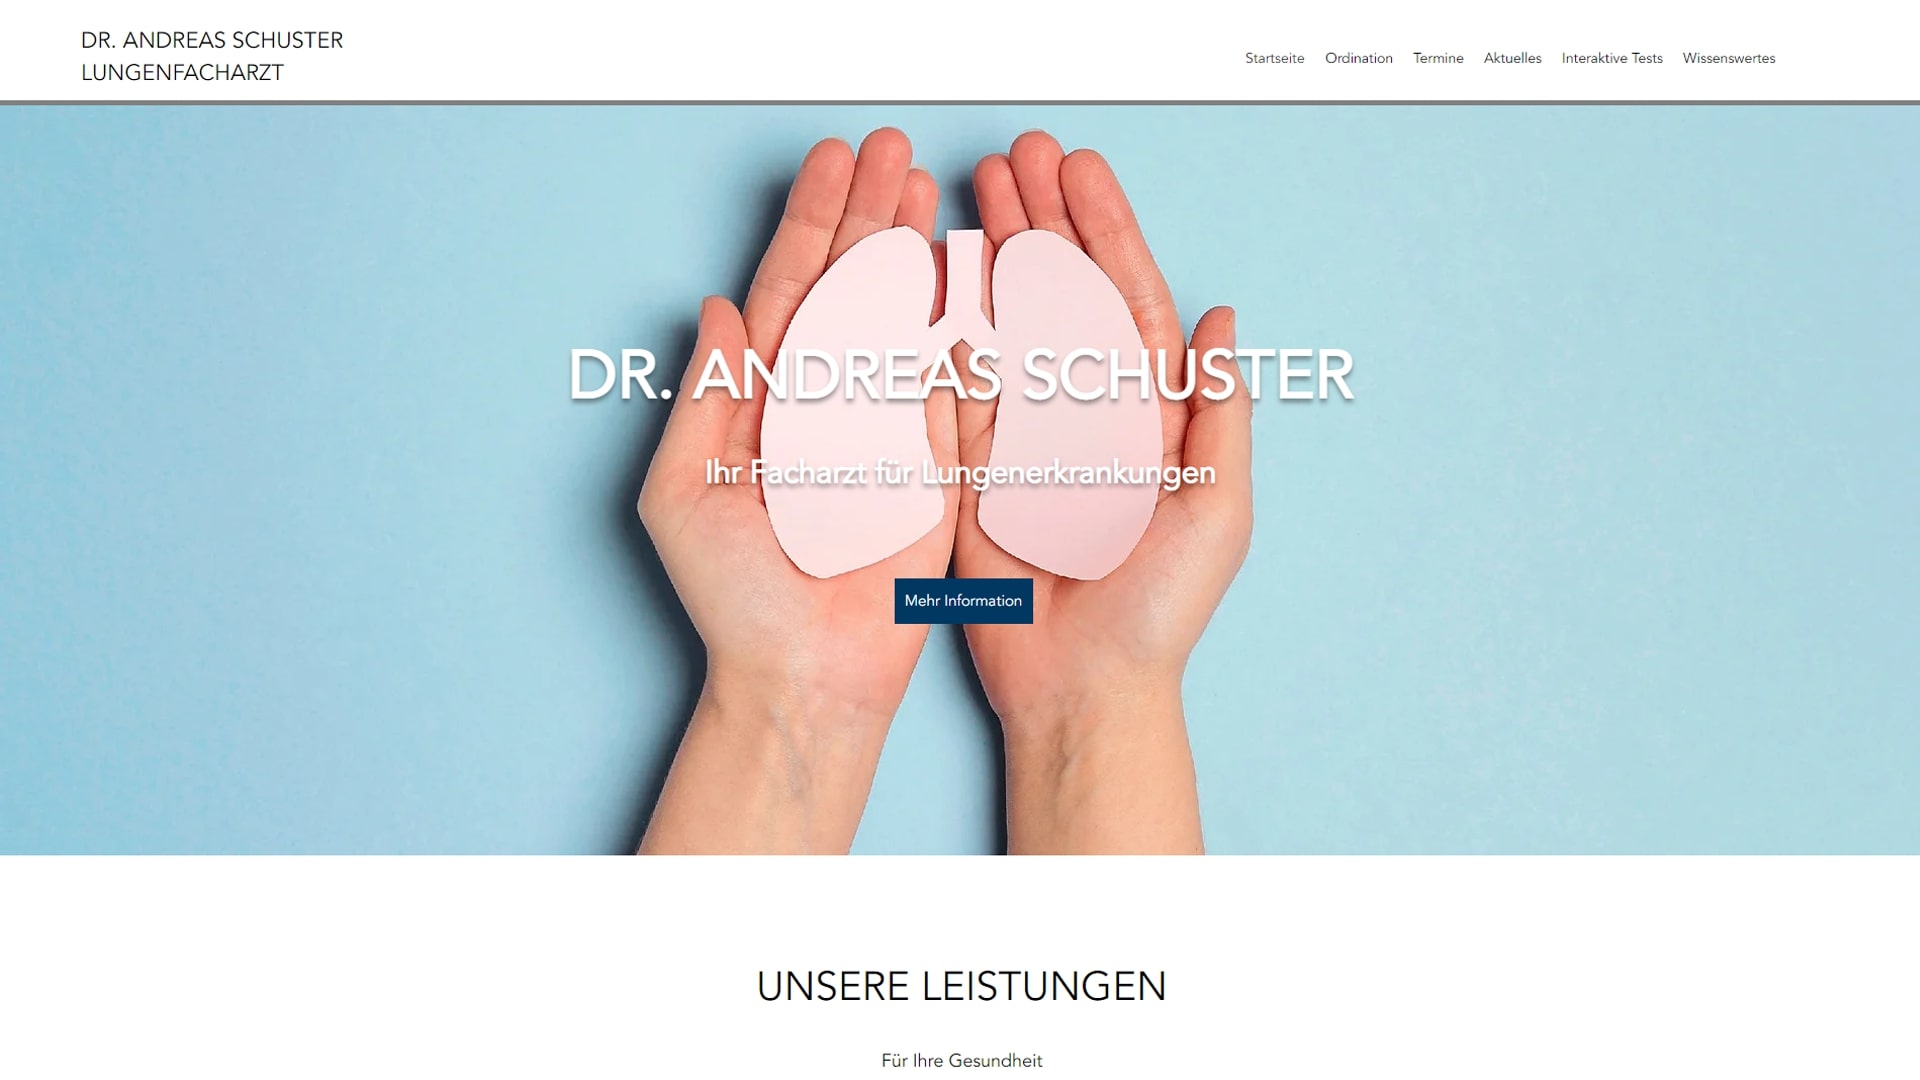 DR. ANDREAS SCHUSTER
LUNGENFACHARZT
Startseite Ordination Termine Aktuelles Interaktive Tests Wissenswertes
DR. ANDREAS SCHUSTER
Ihr Facharzt für Lungenerkrankungen
Mehr Information
UNSERE LEISTUNGEN
Für Ihre Gesundheit